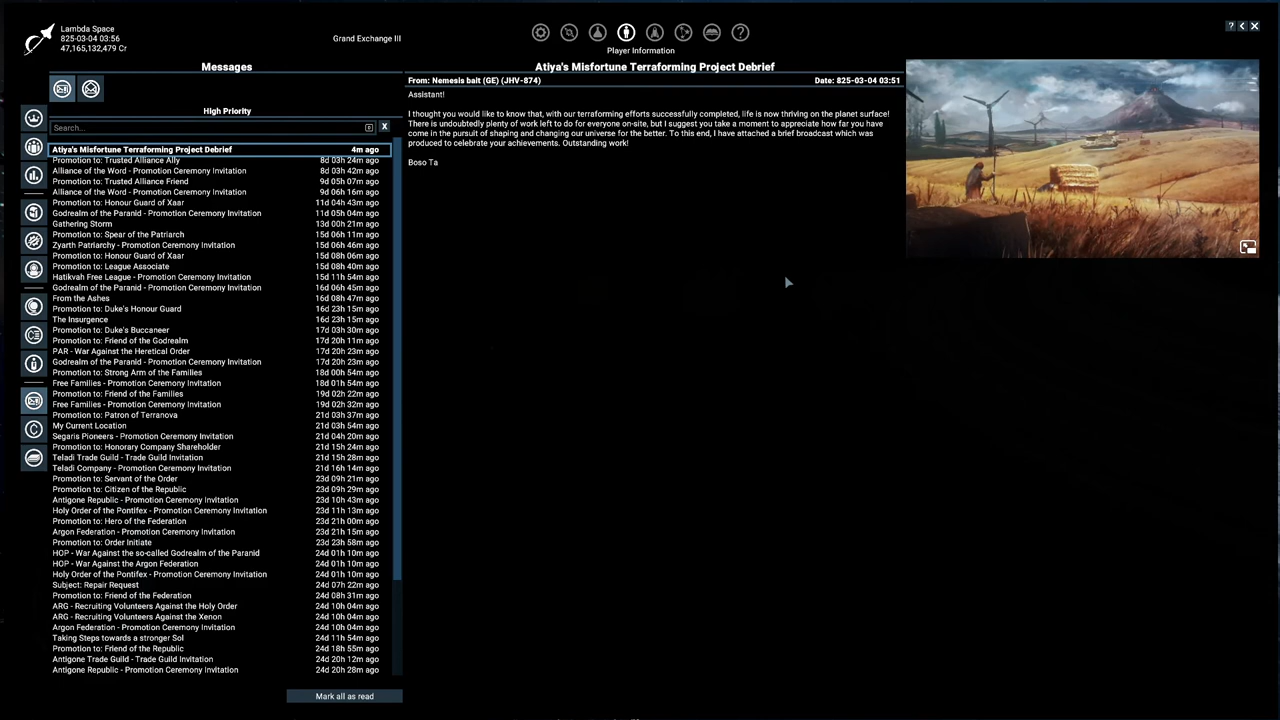 Lambda Space
825-03-04 03:56
47,165,132,479 Cr
Grand Exchange III
Player Information
?
Messages
High Priority
Search...
X
Atiya's Misfortune Terraforming Project Debrief 4m ago
Promotion to: Trusted Alliance Ally 8d 03h 24m ago
Alliance of the Word - Promotion Ceremony Invitation 8d 03h 42m ago
Promotion to: Trusted Alliance Friend 9d 05h 07m ago
Alliance of the Word - Promotion Ceremony Invitation 9d 06h 16m ago
Promotion to: Honour Guard of Xaar 11d 04h 43m ago
Godrealm of the Paranid - Promotion Ceremony Invitation 11d 05h 04m ago
Gathering Storm 13d 00h 21m ago
Promotion to: Spear of the Patriarch 15d 06h 11m ago
Zyarth Patriarchy - Promotion Ceremony Invitation 15d 06h 46m ago
Promotion to: Honour Guard of Xaar 15d 08h 06m ago
Promotion to: League Associate 15d 08h 40m ago
Hatikvah Free League - Promotion Ceremony Invitation 15d 11h 54m ago
Godrealm of the Paranid - Promotion Ceremony Invitation 16d 06h 45m ago
From the Ashes 16d 08h 47m ago
Promotion to: Duke's Honour Guard 16d 23h 15m ago
The Insurgence 16d 23h 15m ago
Promotion to: Duke's Buccaneer 17d 03h 30m ago
Promotion to: Friend of the Godrealm 17d 20h 11m ago
PAR - War Against the Heretical Order 17d 20h 23m ago
Godrealm of the Paranid - Promotion Ceremony Invitation 17d 20h 23m ago
Promotion to: Strong Arm of the Families 18d 00h 54m ago
Free Families - Promotion Ceremony Invitation 18d 01h 54m ago
Promotion to: Friend of the Families 19d 02h 22m ago
Free Families - Promotion Ceremony Invitation 19d 02h 32m ago
Promotion to: Patron of Terranova 21d 03h 37m ago
My Current Location 21d 03h 54m ago
Segaris Pioneers - Promotion Ceremony Invitation 21d 04h 20m ago
Promotion to: Honorary Company Shareholder 21d 15h 24m ago
Teladi Trade Guild - Trade Guild Invitation 21d 15h 28m ago
Teladi Company - Promotion Ceremony Invitation 21d 16h 14m ago
Promotion to: Servant of the Order 23d 09h 21m ago
Promotion to: Citizen of the Republic 23d 09h 29m ago
Antigone Republic - Promotion Ceremony Invitation 23d 10h 43m ago
Holy Order of the Pontifex - Promotion Ceremony Invitation 23d 11h 13m ago
Promotion to: Hero of the Federation 23d 21h 00m ago
Argon Federation - Promotion Ceremony Invitation 23d 21h 15m ago
Promotion to: Order Initiate 23d 23h 58m ago
HOP - War Against the so-called Godrealm of the Paranid 24d 01h 10m ago
HOP - War Against the Argon Federation 24d 01h 10m ago
Holy Order of the Pontifex - Promotion Ceremony Invitation 24d 01h 10m ago
Subject: Repair Request 24d 07h 22m ago
Promotion to: Friend of the Federation 24d 08h 31m ago
ARG - Recruiting Volunteers Against the Holy Order 24d 10h 04m ago
ARG - Recruiting Volunteers Against the Xenon 24d 10h 04m ago
Argon Federation - Promotion Ceremony Invitation 24d 10h 04m ago
Taking Steps towards a stronger Sol 24d 11h 54m ago
Promotion to: Friend of the Republic 24d 18h 55m ago
Antigone Trade Guild - Trade Guild Invitation 24d 20h 12m ago
Antigone Republic - Promotion Ceremony Invitation 24d 20h 28m ago
Mark all as read
Atiya's Misfortune Terraforming Project Debrief
From: Nemesis bait (GE) (JHV-874) Date: 825-03-04 03:51
Assistant!
I thought you would like to know that, with our terraforming efforts successfully completed, life is now thriving on the planet surface!
There is undoubtedly plenty of work left to do for everyone on-site, but I suggest you take a moment to appreciate how far you have
come in the pursuit of shaping and changing our universe for the better. To this end, I have attached a brief broadcast which was
produced to celebrate your achievements. Outstanding work!
Boso Ta